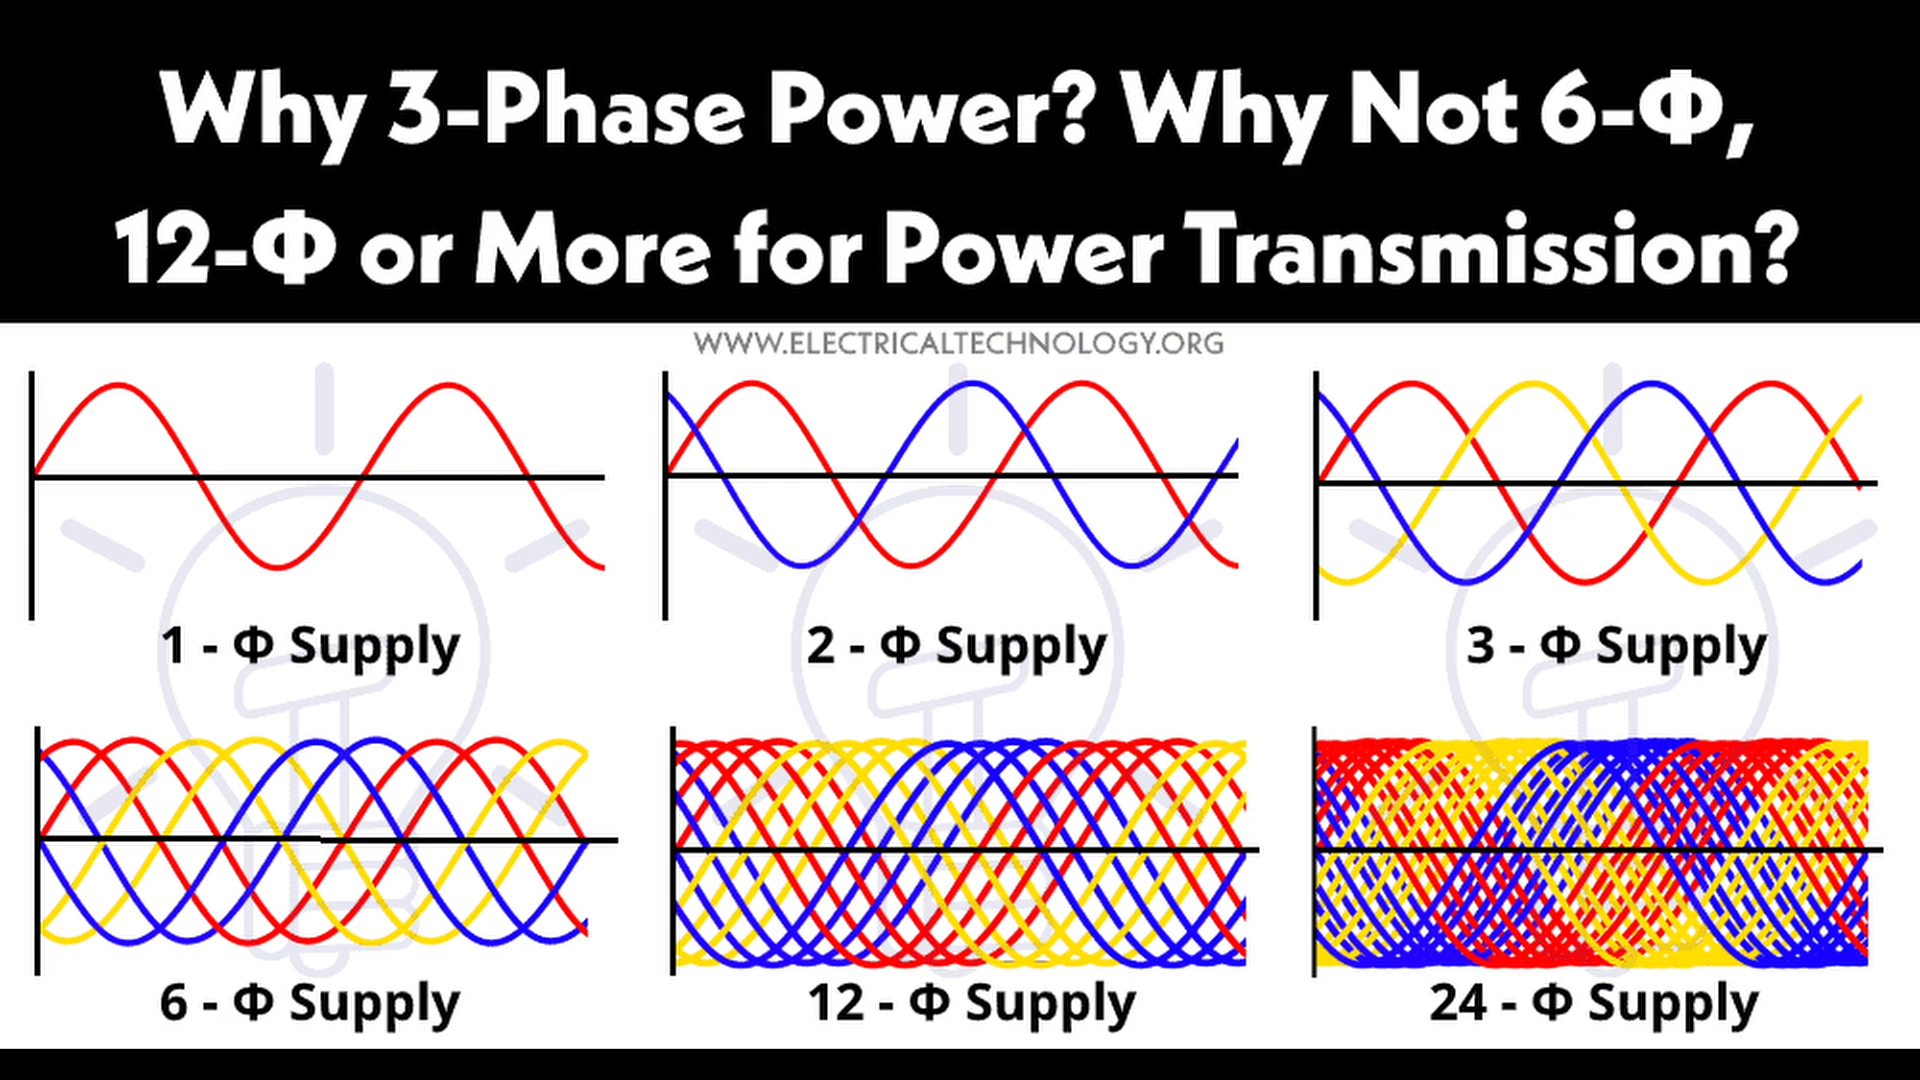 Why 3-Phase Power? Why Not 6-Φ,
12-Φ or More for Power Transmission?
WWW.ELECTRICALTECHNOLOGY.ORG
1 - Φ Supply
2 - Φ Supply
3 - Φ Supply
6 - Φ Supply
12 - Φ Supply
24 - Φ Supply